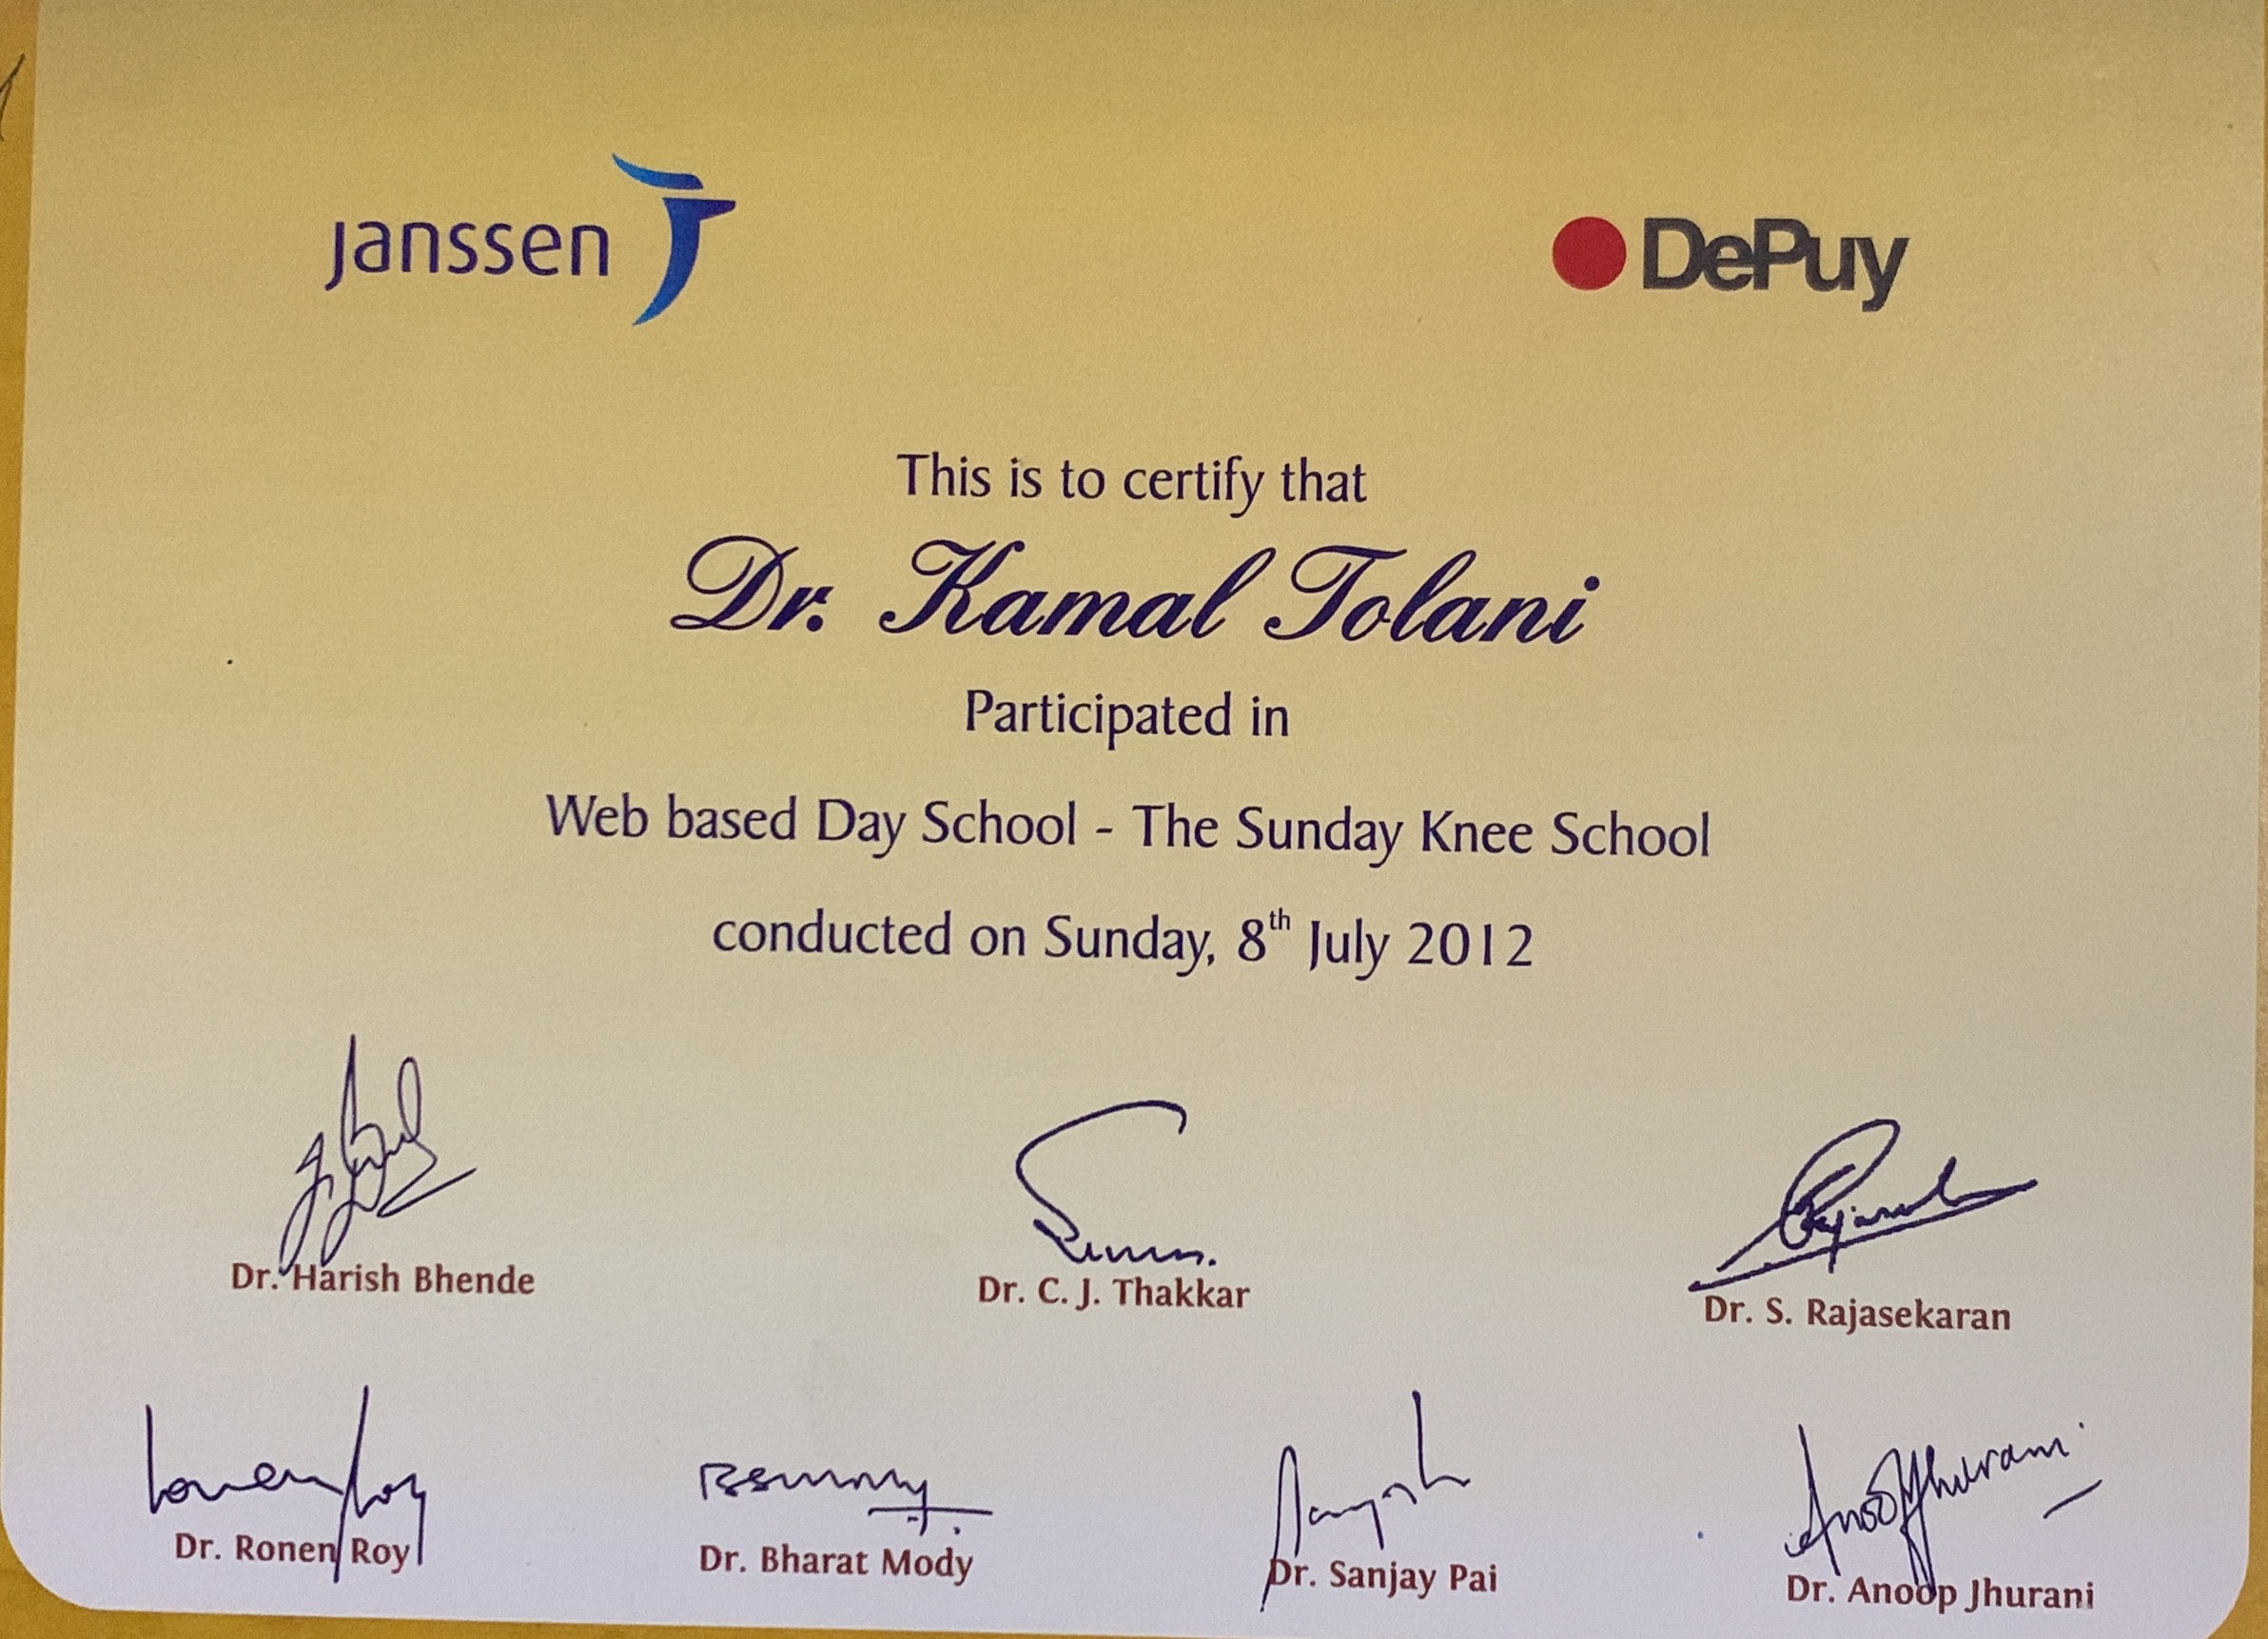 Janssen
DePuy
This is to certify that
Dr. Kamal Tolani
Participated in
Web based Day School - The Sunday Knee School
conducted on Sunday, 8th July 2012
Dr. Harish Bhende
Dr. C. J. Thakkar
Dr. S. Rajasekaran
Dr. Ronen Roy
Dr. Bharat Mody
Dr. Sanjay Pai
Dr. Anoop Jhurani